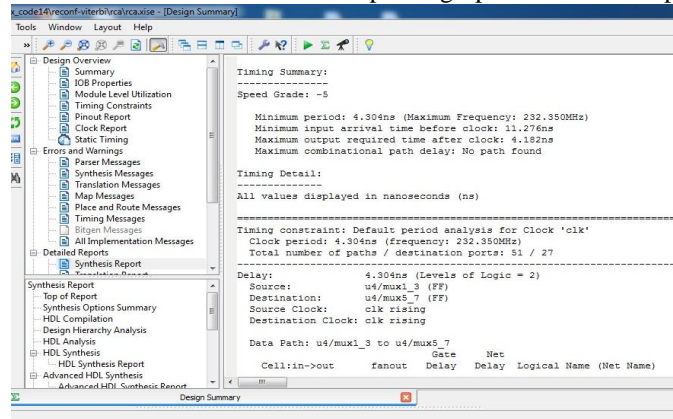 x_code14\reconf-viterbi\rca\rca.xise - [Design Summary]
Tools Window Layout Help
Design Overview
Summary
IOB Properties
Module Level Utilization
Timing Constraints
Pinout Report
Clock Report
Static Timing
Errors and Warnings
Parser Messages
Synthesis Messages
Translation Messages
Map Messages
Place and Route Messages
Timing Messages
Bitgen Messages
All Implementation Messages
Detailed Reports
Synthesis Report
Synthesis Report
Top of Report
Synthesis Options Summary
HDL Compilation
Design Hierarchy Analysis
HDL Analysis
HDL Synthesis
HDL Synthesis Report
Advanced HDL Synthesis
Advanced HDL Synthesis Report
Timing Summary:
---------------
Speed Grade: -5
Minimum period: 4.304ns (Maximum Frequency: 232.350MHz)
Minimum input arrival time before clock: 11.276ns
Maximum output required time after clock: 4.182ns
Maximum combinational path delay: No path found
Timing Detail:
--------------
All values displayed in nanoseconds (ns)
Timing constraint: Default period analysis for Clock 'clk'
Clock period: 4.304ns (frequency: 232.350MHz)
Total number of paths / destination ports: 51 / 27
Delay: 4.304ns (Levels of Logic = 2)
Source: u4/mux1_3 (FF)
Destination: u4/mux5_7 (FF)
Source Clock: clk rising
Destination Clock: clk rising
Data Path: u4/mux1_3 to u4/mux5_7
Gate Net
Cell:in->out fanout Delay Delay Logical Name (Net Name)
Design Summary